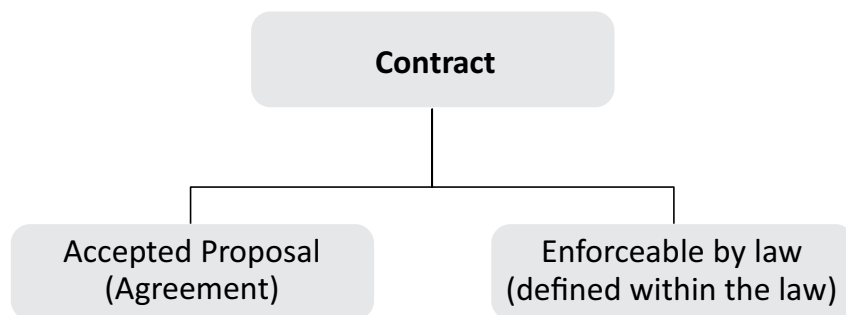 Contract
Accepted Proposal
(Agreement)
Enforceable by law
(defined within the law)